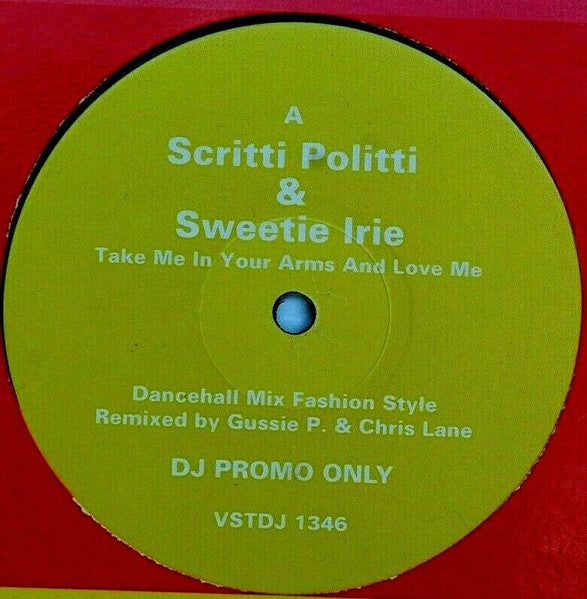 A
Scritti Politti
&
Sweetie Irie
Take Me In Your Arms And Love Me
Dancehall Mix Fashion Style
Remixed by Gussie P. & Chris Lane
DJ PROMO ONLY
VSTDJ 1346